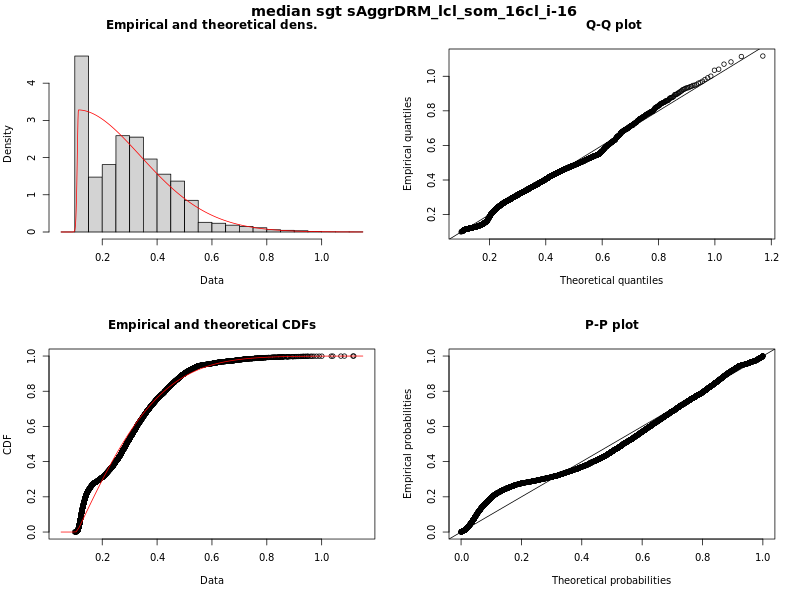 median sgt sAggrDRM_lcl_som_16cl_i-16
Empirical and theoretical dens.
Density
0 1 2 3 4
0.2 0.4 0.6 0.8 1.0
Data
Q-Q plot
Empirical quantiles
0.2 0.4 0.6 0.8 1.0
0.2 0.4 0.6 0.8 1.0 1.2
Theoretical quantiles
Empirical and theoretical CDFs
CDF
0.0 0.2 0.4 0.6 0.8 1.0
0.2 0.4 0.6 0.8 1.0
Data
P-P plot
Empirical probabilities
0.0 0.2 0.4 0.6 0.8 1.0
0.0 0.2 0.4 0.6 0.8 1.0
Theoretical probabilities